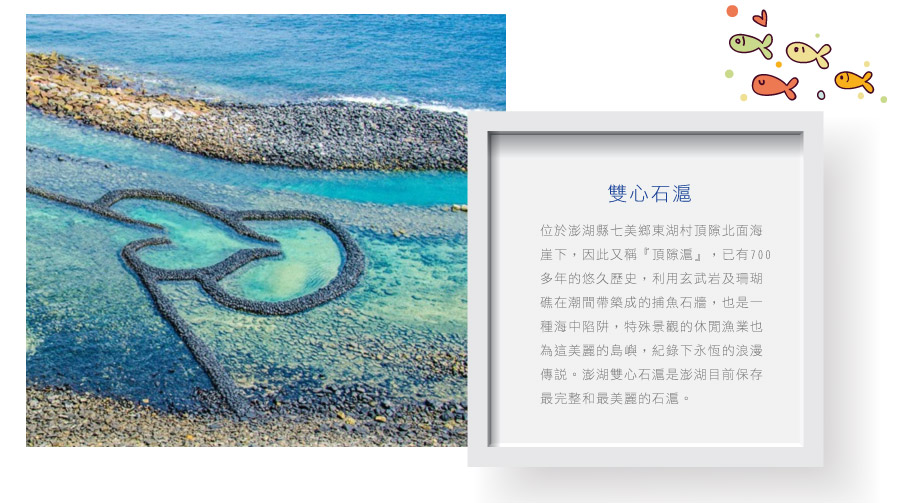 雙心石滬
位於澎湖縣七美鄉東湖村頂隙北面海
崖下，因此又稱『頂隙滬』，已有700
多年的悠久歷史，利用玄武岩及珊瑚
礁在潮間帶築成的捕魚石牆，也是一
種海中陷阱，特殊景觀的休閒漁業也
為這美麗的島嶼，紀錄下永恆的浪漫
傳説。澎湖雙心石滬是澎湖目前保存
最完整和最美麗的石滬。